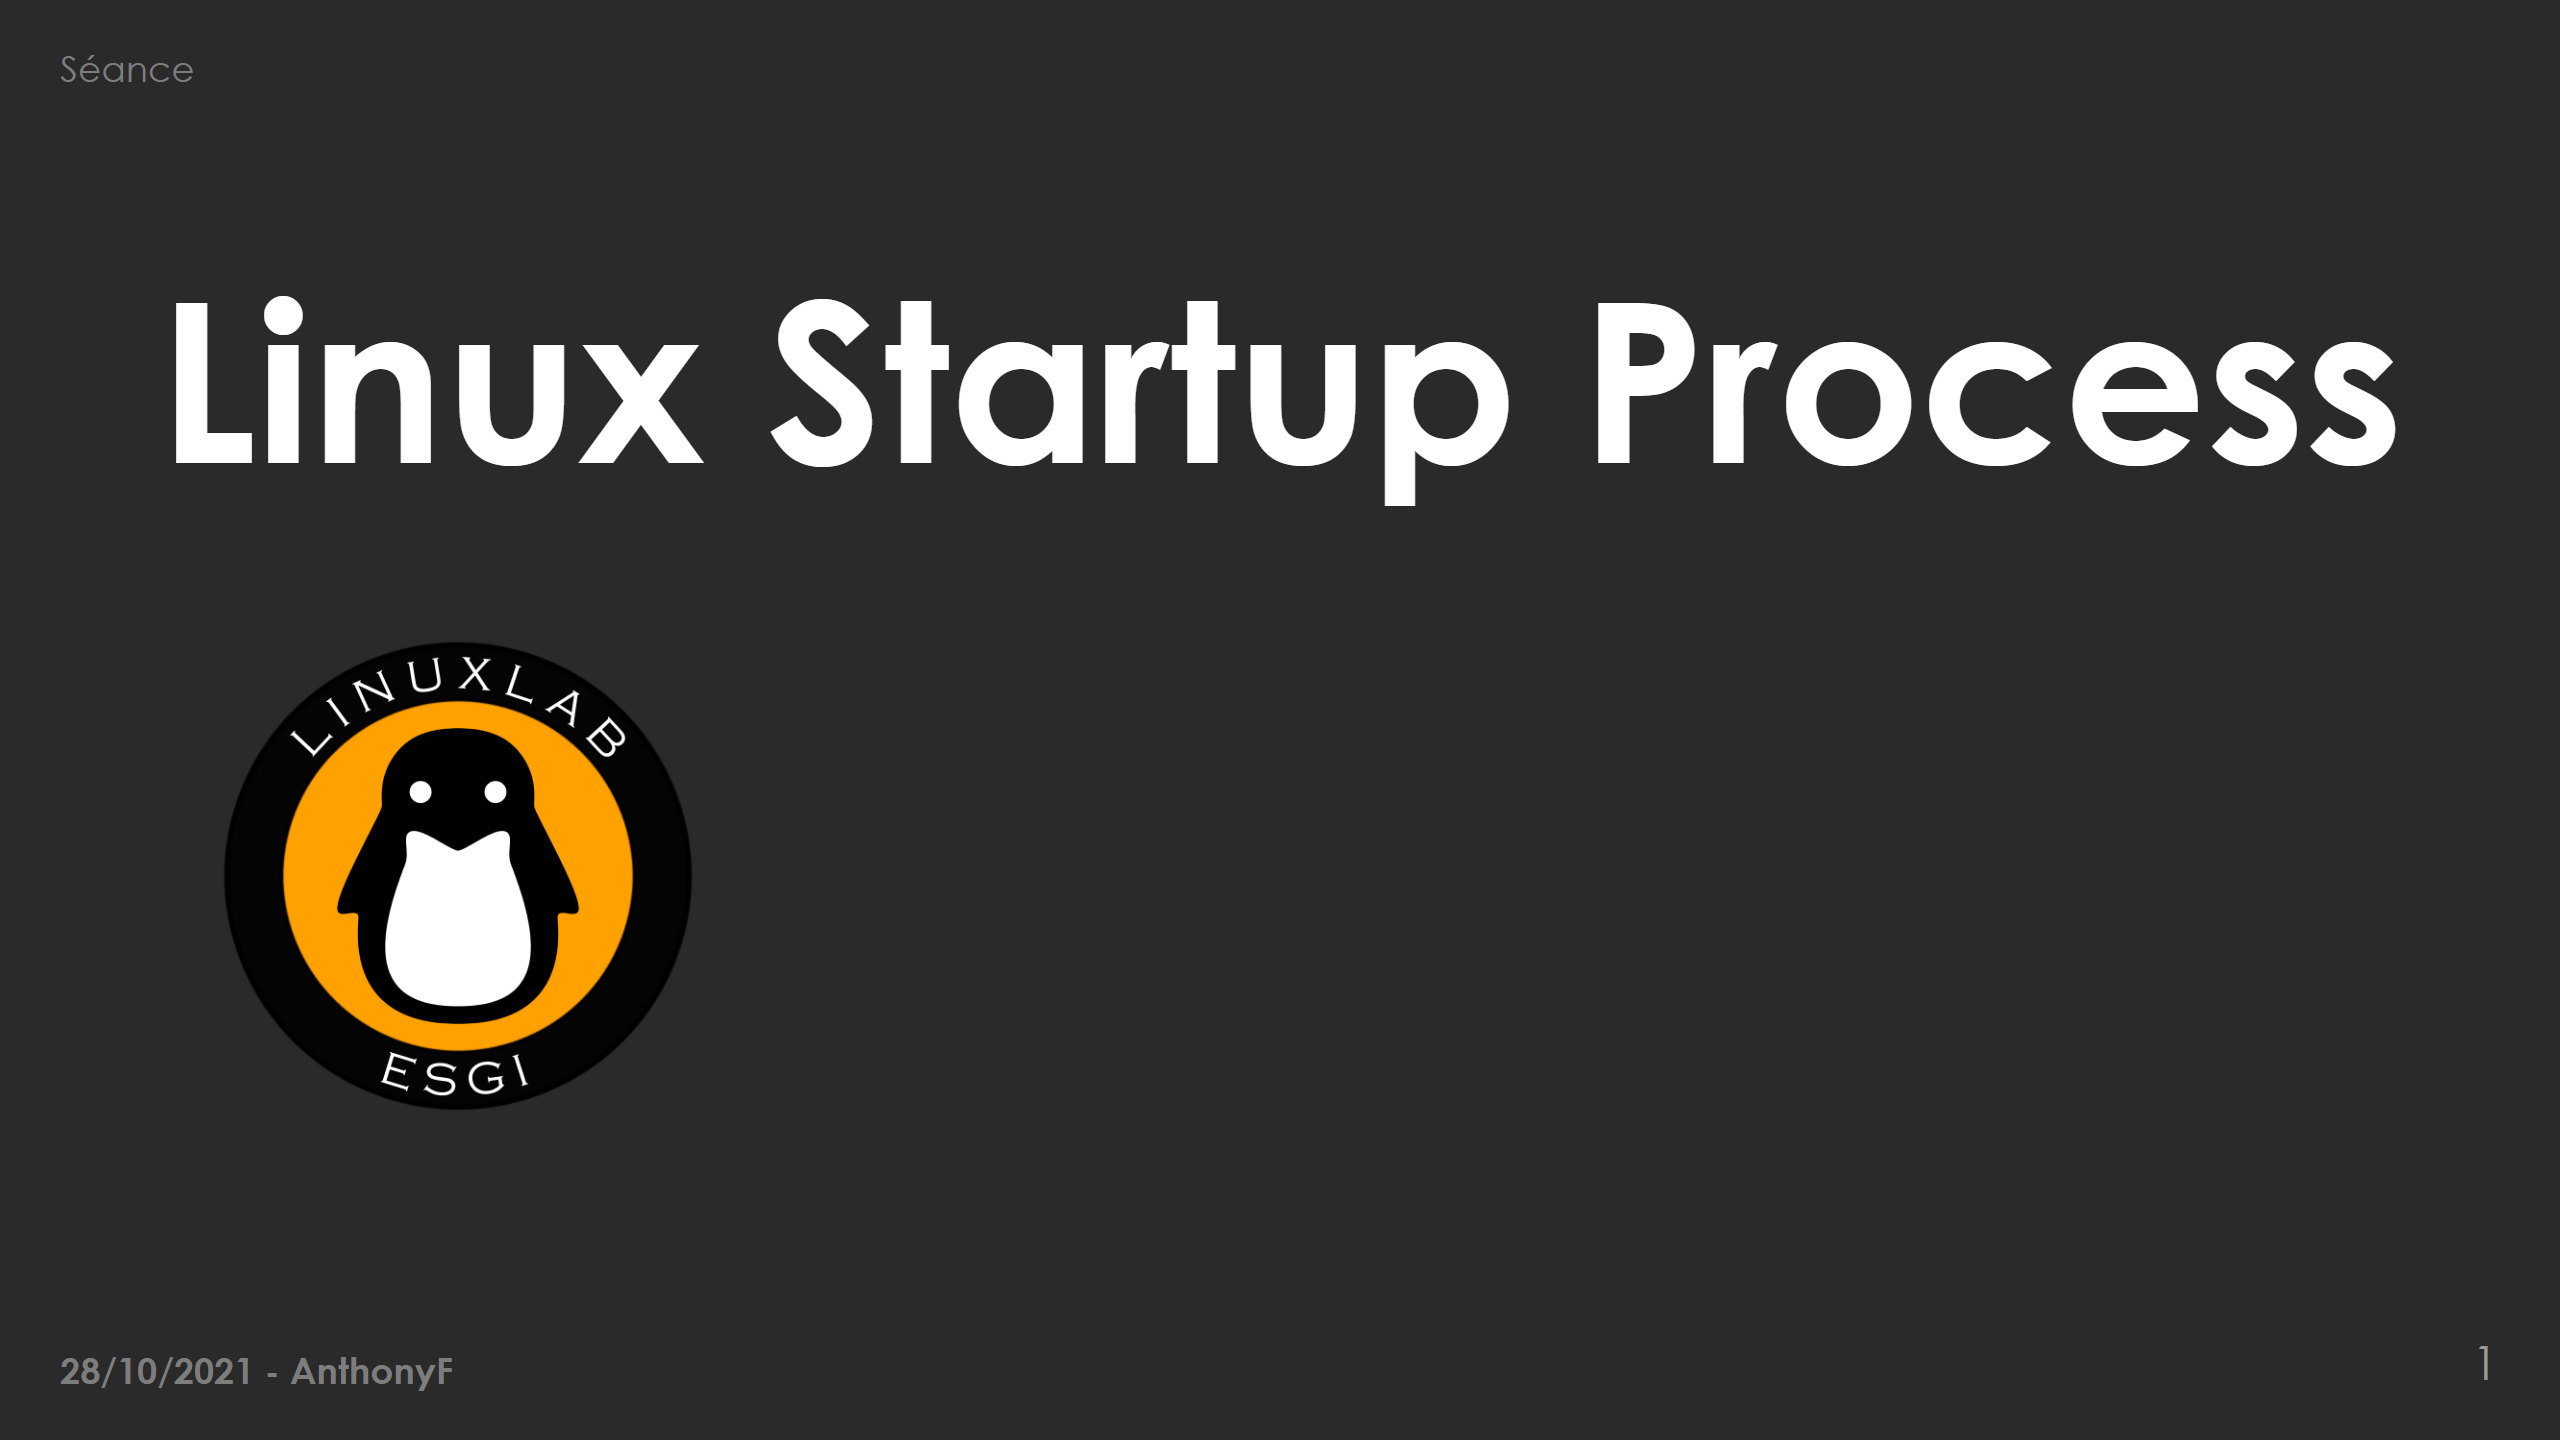 Séance
Linux Startup Process
LINUXLAB
ESGI
28/10/2021 - AnthonyF
1